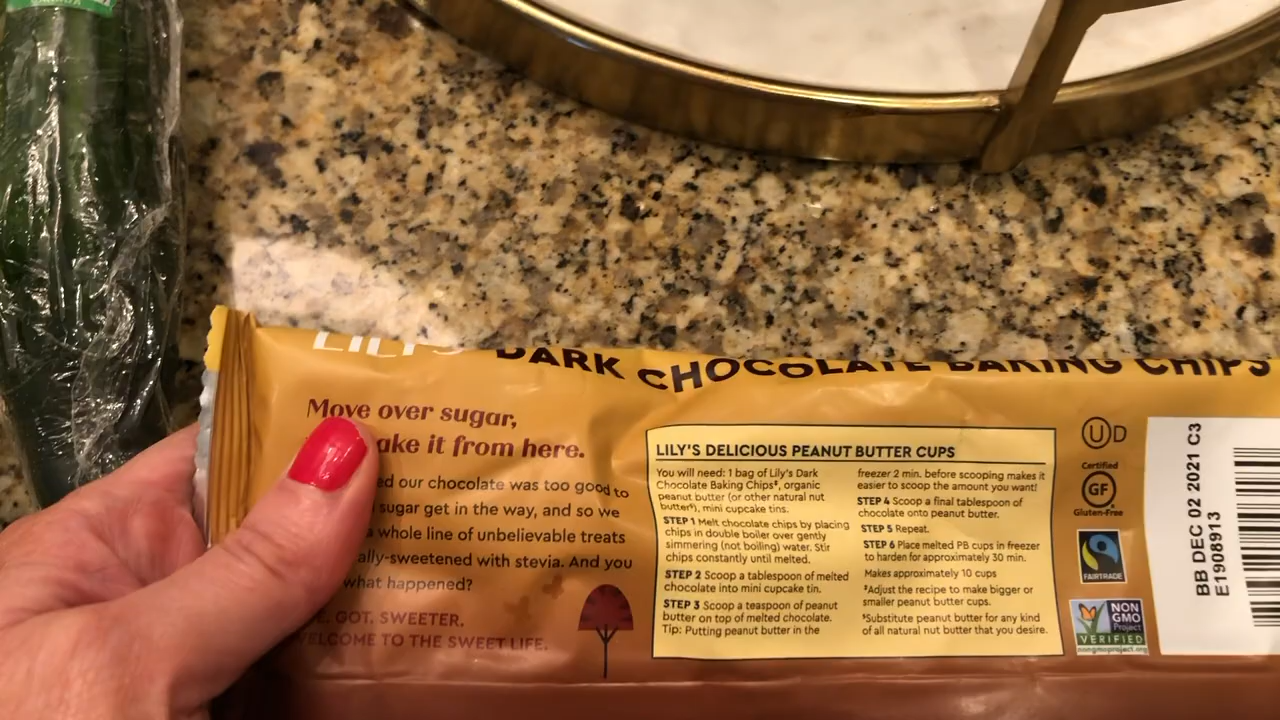 LILY'S DARK CHOCOLATE BAKING CHIPS
Move over sugar,
ake it from here.
ed our chocolate was too good to
sugar get in the way, and so we
a whole line of unbelievable treats
ally-sweetened with stevia. And you
what happened?
E. GOT. SWEETER.
WELCOME TO THE SWEET LIFE.
LILY'S DELICIOUS PEANUT BUTTER CUPS
You will need: 1 bag of Lily's Dark
Chocolate Baking Chips‡, organic
peanut butter (or other natural nut
butter§), mini cupcake tins.
STEP 1 Melt chocolate chips by placing
chips in double boiler over gently
simmering (not boiling) water. Stir
chips constantly until melted.
STEP 2 Scoop a tablespoon of melted
chocolate into mini cupcake tin.
STEP 3 Scoop a teaspoon of peanut
butter on top of melted chocolate.
Tip: Putting peanut butter in the
freezer 2 min. before scooping makes it
easier to scoop the amount you want!
STEP 4 Scoop a final tablespoon of
chocolate onto peanut butter.
STEP 5 Repeat.
STEP 6 Place melted PB cups in freezer
to harden for approximately 30 min.
Makes approximately 10 cups
‡Adjust the recipe to make bigger or
smaller peanut butter cups.
§Substitute peanut butter for any kind
of all natural nut butter that you desire.
U D
Certified
GF
Gluten-Free
FAIRTRADE
NON
GMO
Project
VERIFIED
nongmoproject.org
BB DEC 02 2021 C3
E1908913